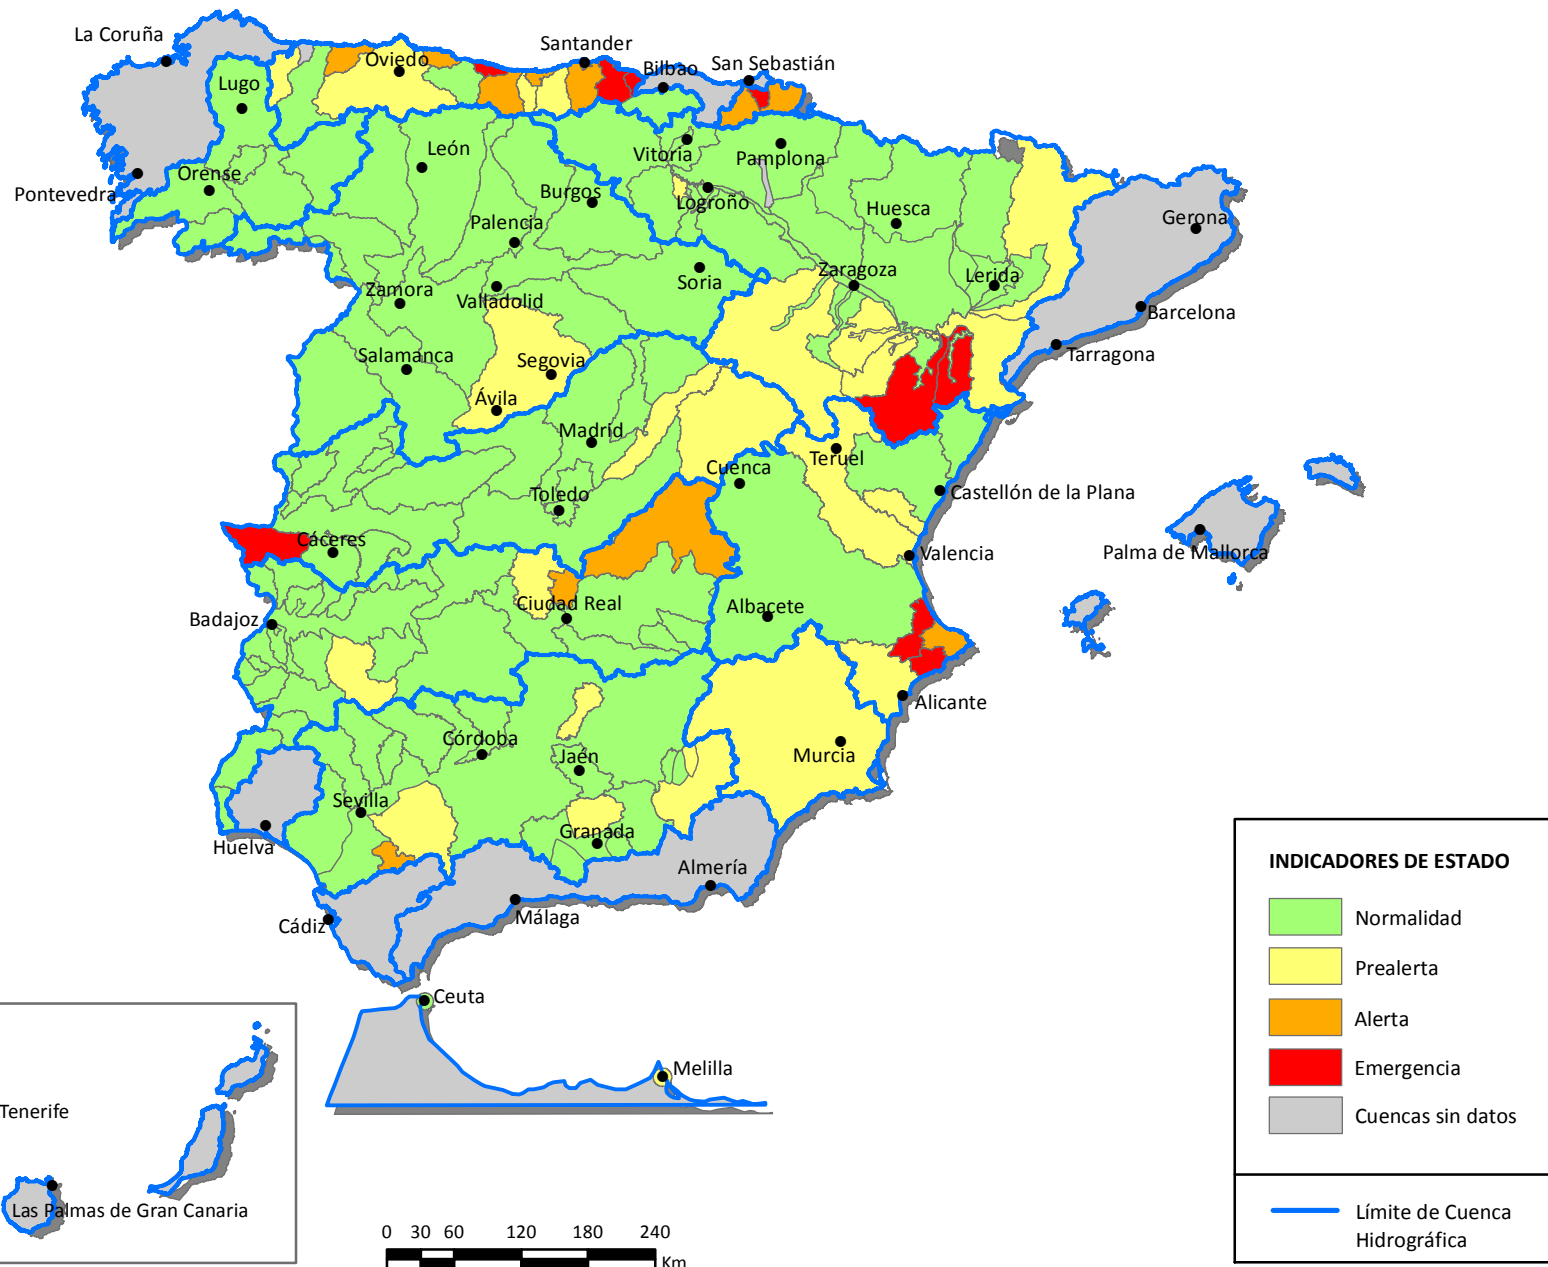 La Coruña
Santander
Oviedo
Bilbao
San Sebastián
Lugo
León
Vitoria
Pamplona
Orense
Pontevedra
Burgos
Logroño
Palencia
Huesca
Gerona
Soria
Zaragoza
Lerida
Zamora
Valladolid
Barcelona
Salamanca
Segovia
Tarragona
Ávila
Madrid
Teruel
Cuenca
Toledo
Castellón de la Plana
Cáceres
Valencia
Palma de Mallorca
Ciudad Real
Albacete
Badajoz
Alicante
Córdoba
Jaén
Murcia
Sevilla
Granada
Huelva
Almería
Cádiz
Málaga
Ceuta
Melilla
Tenerife
Las Palmas de Gran Canaria
0 30 60 120 180 240
Km
INDICADORES DE ESTADO
Normalidad
Prealerta
Alerta
Emergencia
Cuencas sin datos
Límite de Cuenca
Hidrográfica